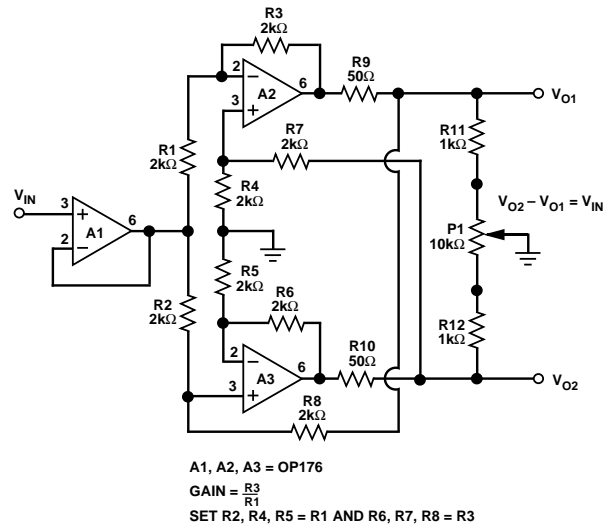 R3
2kΩ
2
6
A2
3
+
R9
50Ω
V_O1
R7
2kΩ
R11
1kΩ
R1
2kΩ
R4
2kΩ
V_IN
3
+
A1
6
2
V_O2 – V_O1 = V_IN
P1
10kΩ
R5
2kΩ
R2
2kΩ
R6
2kΩ
R12
1kΩ
2
6
A3
3
+
R10
50Ω
V_O2
R8
2kΩ
A1, A2, A3 = OP176
GAIN = R3/R1
SET R2, R4, R5 = R1 AND R6, R7, R8 = R3